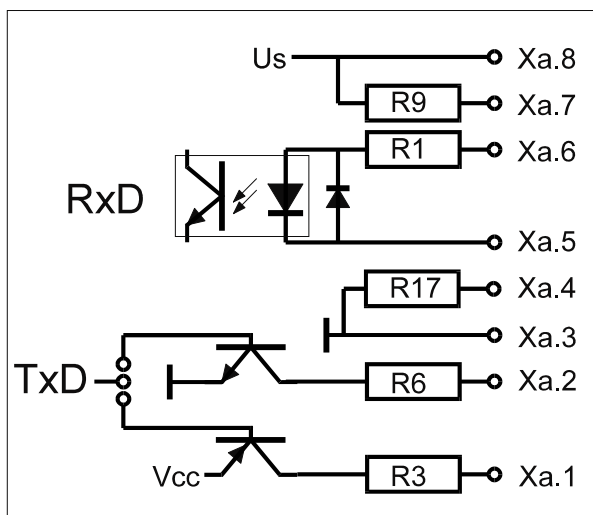 Us Xa.8
R9 Xa.7
R1 Xa.6
RxD
Xa.5
R17 Xa.4
Xa.3
TxD R6 Xa.2
Vcc R3 Xa.1